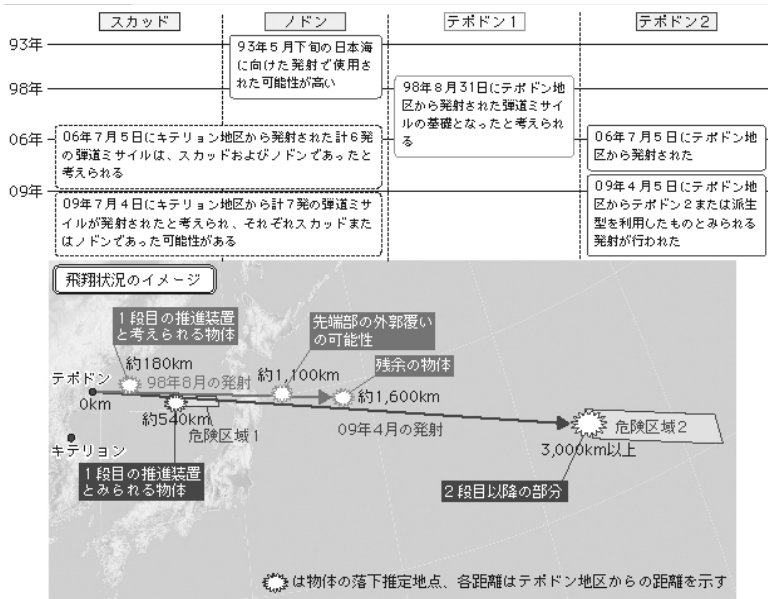 スカッド
ノドン
テポドン1
テポドン2
93年
93年5月下旬の日本海
に向けた発射で使用さ
れた可能性が高い
98年
98年8月31日にテポドン地
区から発射された弾道ミサイ
ルの基礎となったと考えられ
る
06年
06年7月5日にキテリョン地区から発射された計6発
の弾道ミサイルは、スカッドおよびノドンであったと
考えられる
06年7月5日にテポドン地
区から発射された
09年
09年7月4日にキテリョン地区から計7発の弾道ミサ
イルが発射されたと考えられ、それぞれスカッドまた
はノドンであった可能性がある
09年4月5日にテポドン地
区からテポドン2または派生
型を利用したものとみられる
発射が行われた
飛翔状況のイメージ
1段目の推進装置
と考えられる物体
先端部の外郭覆い
の可能性
残余の物体
約180km
テポドン
98年8月の発射
約1,100km
0km
約1,600km
約540km
危険区域1
09年4月の発射
危険区域2
キテリョン
3,000km以上
1段目の推進装置
とみられる物体
2段目以降の部分
は物体の落下推定地点、各距離はテポドン地区からの距離を示す